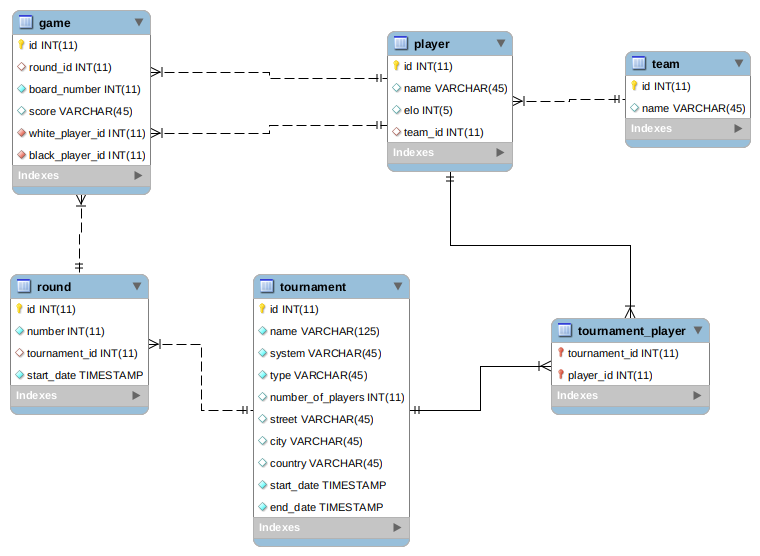 game
id INT(11)
round_id INT(11)
board_number INT(11)
score VARCHAR(45)
white_player_id INT(11)
black_player_id INT(11)
Indexes
player
id INT(11)
name VARCHAR(45)
elo INT(5)
team_id INT(11)
Indexes
team
id INT(11)
name VARCHAR(45)
Indexes
round
id INT(11)
number INT(11)
tournament_id INT(11)
start_date TIMESTAMP
Indexes
tournament
id INT(11)
name VARCHAR(125)
system VARCHAR(45)
type VARCHAR(45)
number_of_players INT(11)
street VARCHAR(45)
city VARCHAR(45)
country VARCHAR(45)
start_date TIMESTAMP
end_date TIMESTAMP
Indexes
tournament_player
tournament_id INT(11)
player_id INT(11)
Indexes